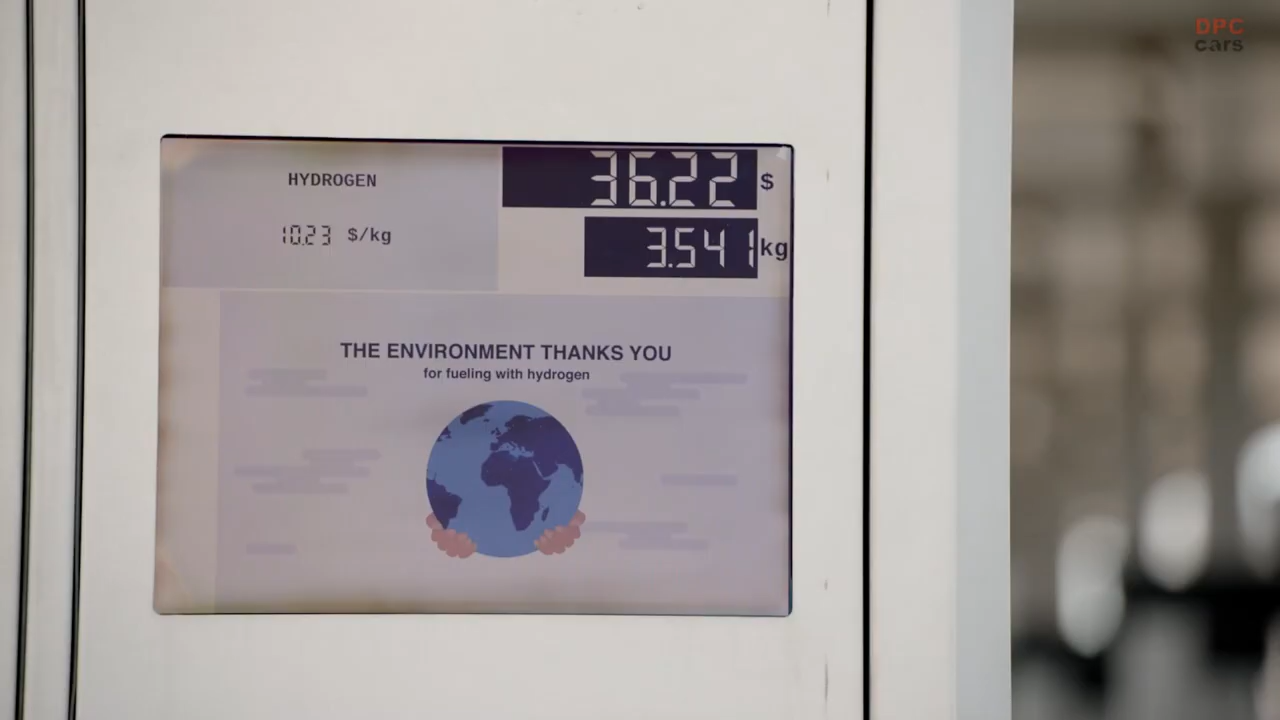 DPC
cars
HYDROGEN
36.22 $
10.23 $/kg
3.541 kg
THE ENVIRONMENT THANKS YOU
for fueling with hydrogen